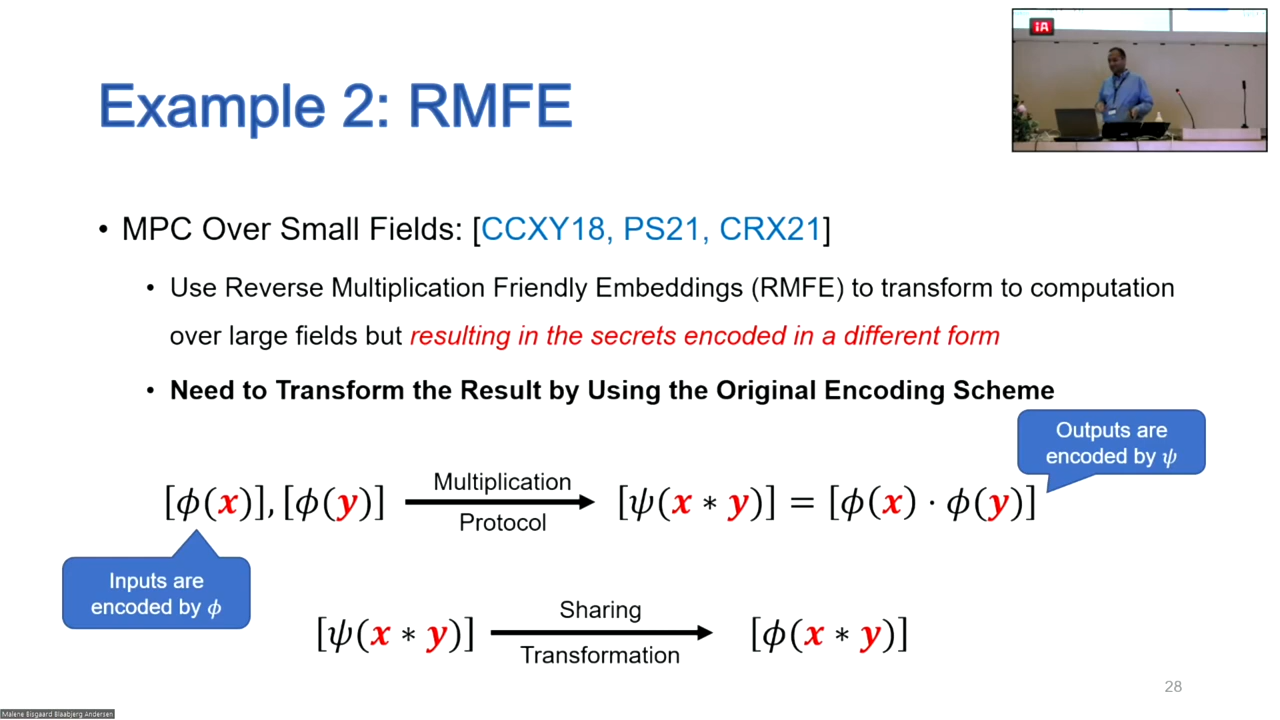 iA
Example 2: RMFE
• MPC Over Small Fields: [CCXY18, PS21, CRX21]
• Use Reverse Multiplication Friendly Embeddings (RMFE) to transform to computation
over large fields but resulting in the secrets encoded in a different form
• Need to Transform the Result by Using the Original Encoding Scheme
Outputs are
encoded by ψ
[ϕ(x)], [ϕ(y)] Multiplication Protocol [ψ(x ∗ y)] = [ϕ(x) · ϕ(y)]
Inputs are
encoded by ϕ
[ψ(x ∗ y)] Sharing Transformation [ϕ(x ∗ y)]
28
Malene Bisgaard Blaabjerg Andersen